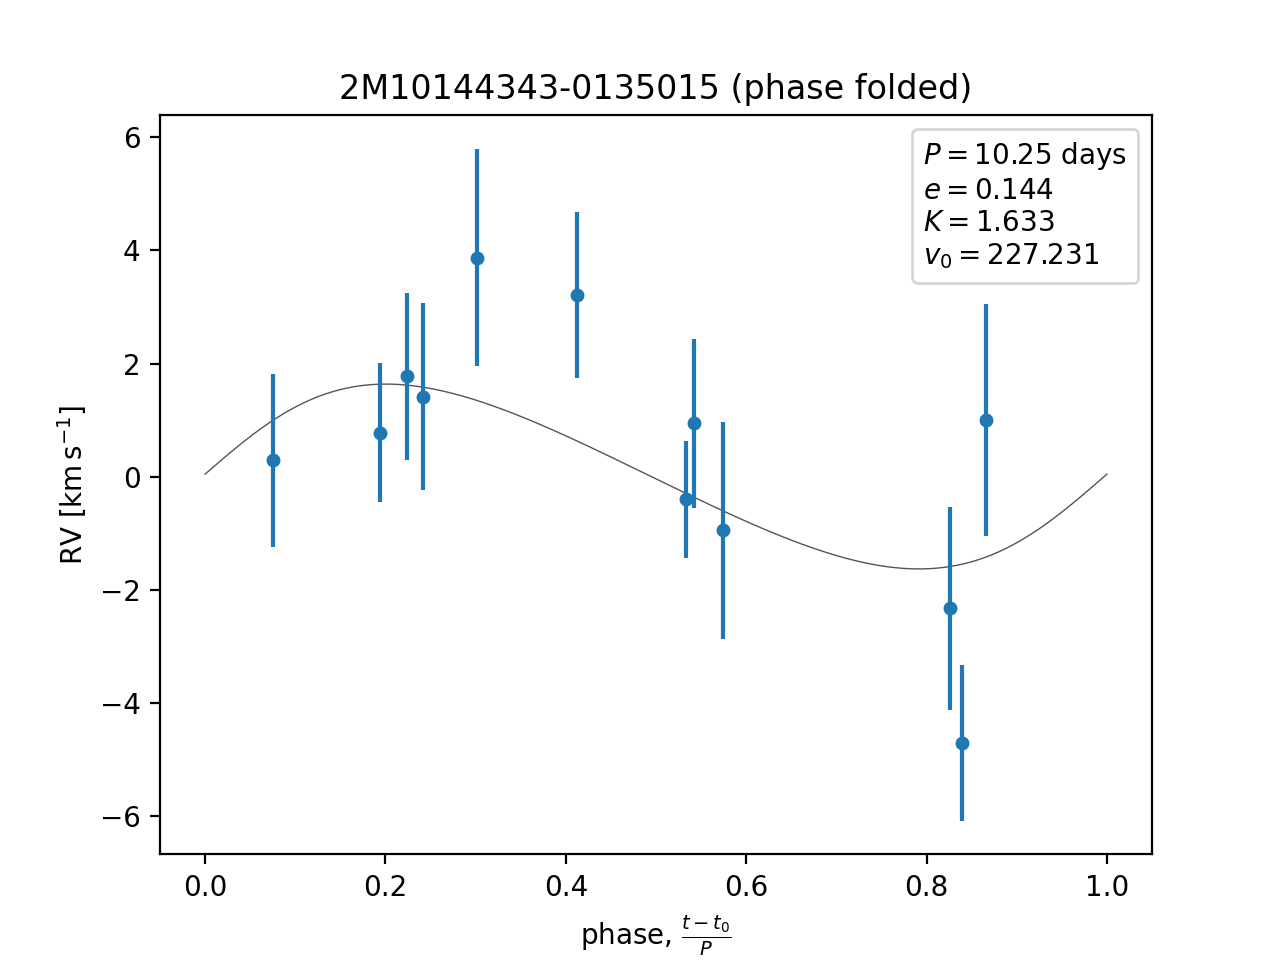 2M10144343-0135015 (phase folded)
P = 10.25 days
e = 0.144
K = 1.633
v₀ = 227.231
RV [km s⁻¹]
6
4
2
0
−2
−4
−6
0.0 0.2 0.4 0.6 0.8 1.0
phase, (t − t₀)/P